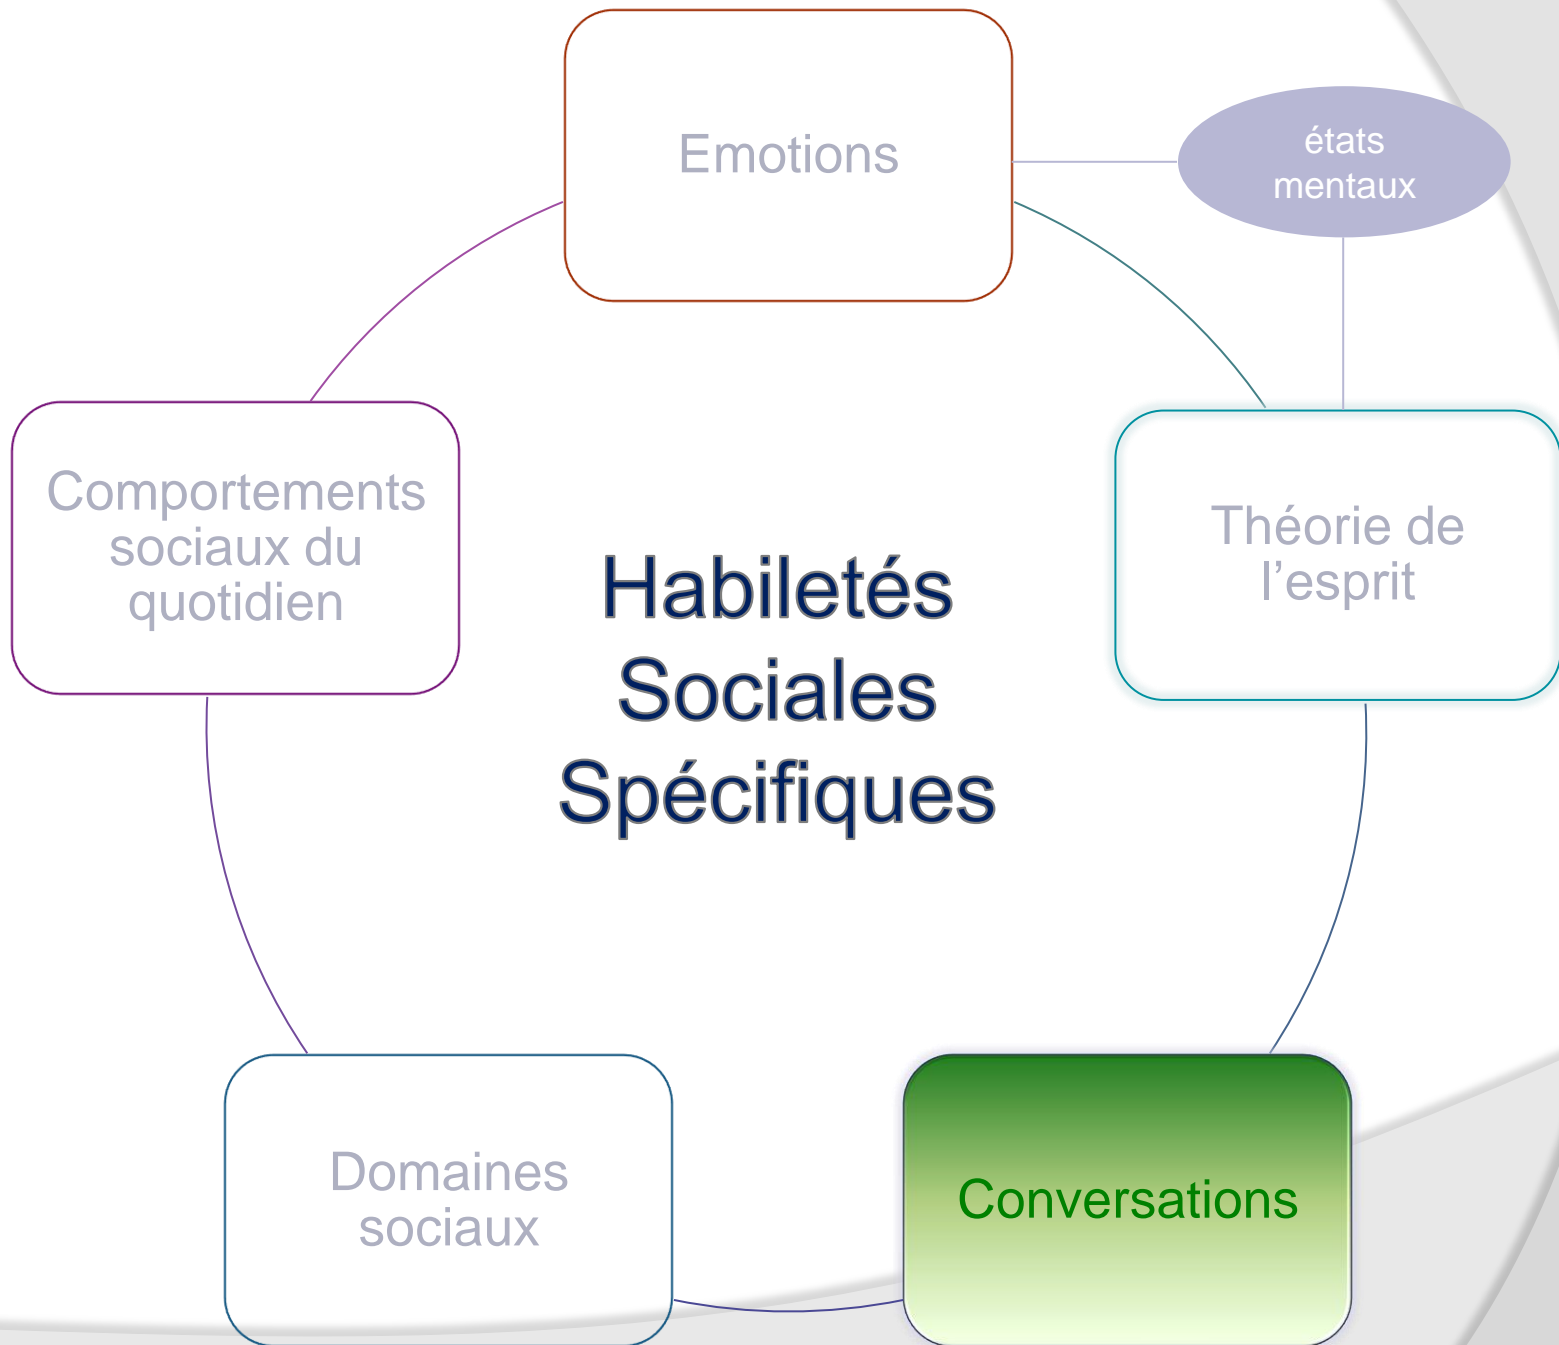 Emotions
états
mentaux
Comportements
sociaux du
quotidien
Théorie de
l’esprit
Habiletés
Sociales
Spécifiques
Domaines
sociaux
Conversations